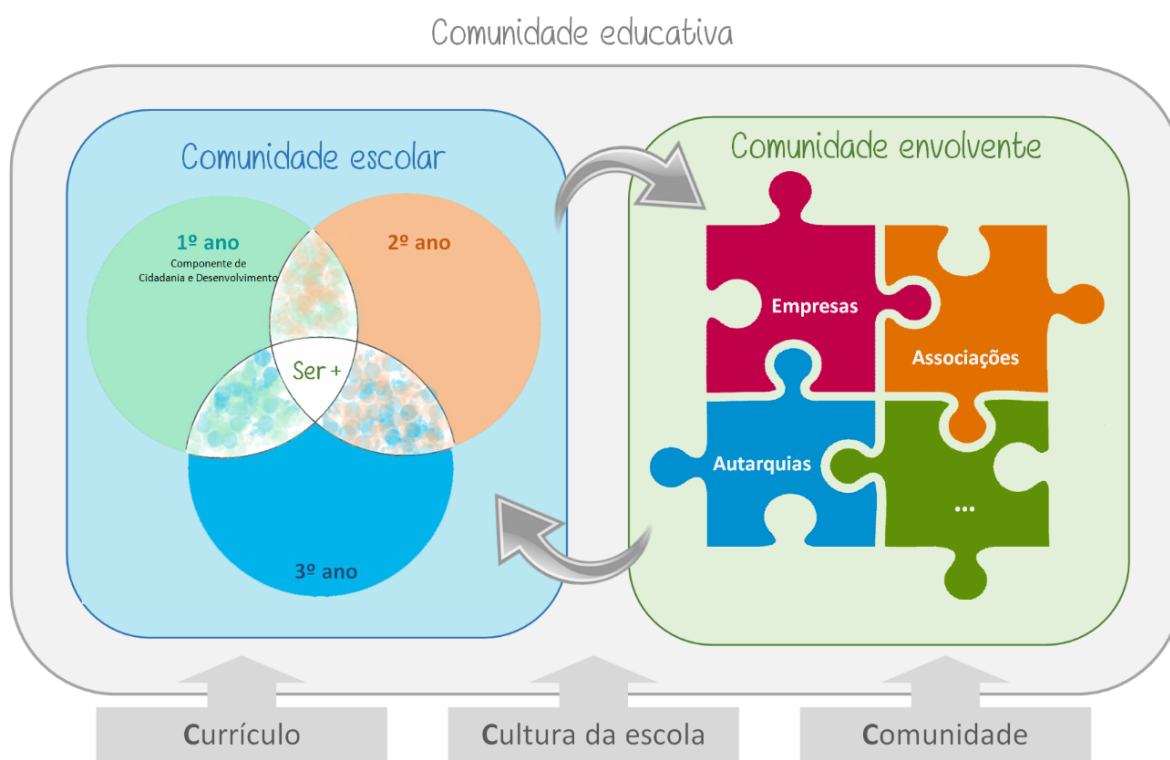 Comunidade educativa
Comunidade escolar
1º ano
Componente de
Cidadania e Desenvolvimento
2º ano
Ser +
3º ano
Comunidade envolvente
Empresas
Associações
Autarquias
...
Currículo
Cultura da escola
Comunidade